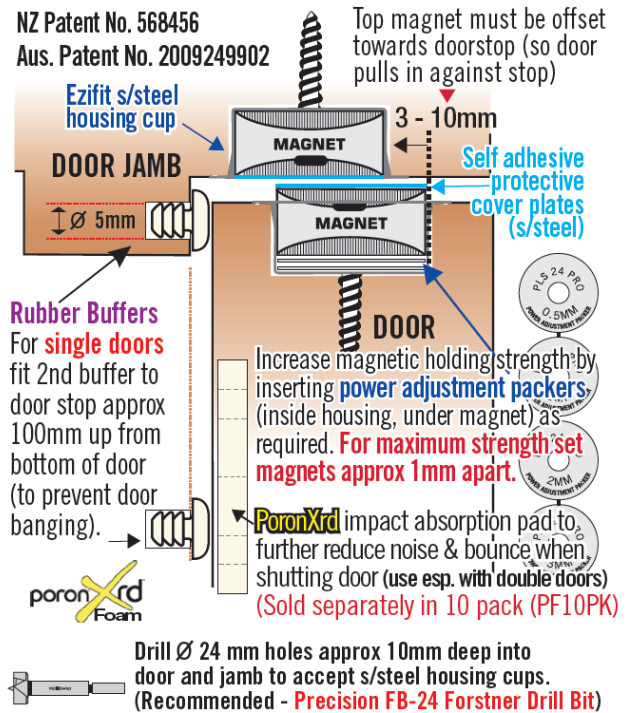 NZ Patent No. 568456
Aus. Patent No. 2009249902
Top magnet must be offset
towards doorstop (so door
pulls in against stop)
Ezifit s/steel
housing cup
3 - 10mm
MAGNET
DOOR JAMB
Self adhesive
protective
cover plates
(s/steel)
Ø 5mm
MAGNET
PLS 24 PRO
0.5MM
POWER ADJUSTMENT PACKER
Rubber Buffers
For single doors
fit 2nd buffer to
door stop approx
100mm up from
bottom of door
(to prevent door
banging).
DOOR
Increase magnetic holding strength by
inserting power adjustment packers
(inside housing, under magnet) as
required. For maximum strength set
magnets approx 1mm apart.
2MM
POWER ADJUSTMENT PACKER
PoronXrd impact absorption pad to
further reduce noise & bounce when
shutting door (use esp. with double doors)
(Sold separately in 10 pack (PF10PK)
3MM
poronXrd
Foam
Drill Ø 24 mm holes approx 10mm deep into
door and jamb to accept s/steel housing cups.
(Recommended - Precision FB-24 Forstner Drill Bit)